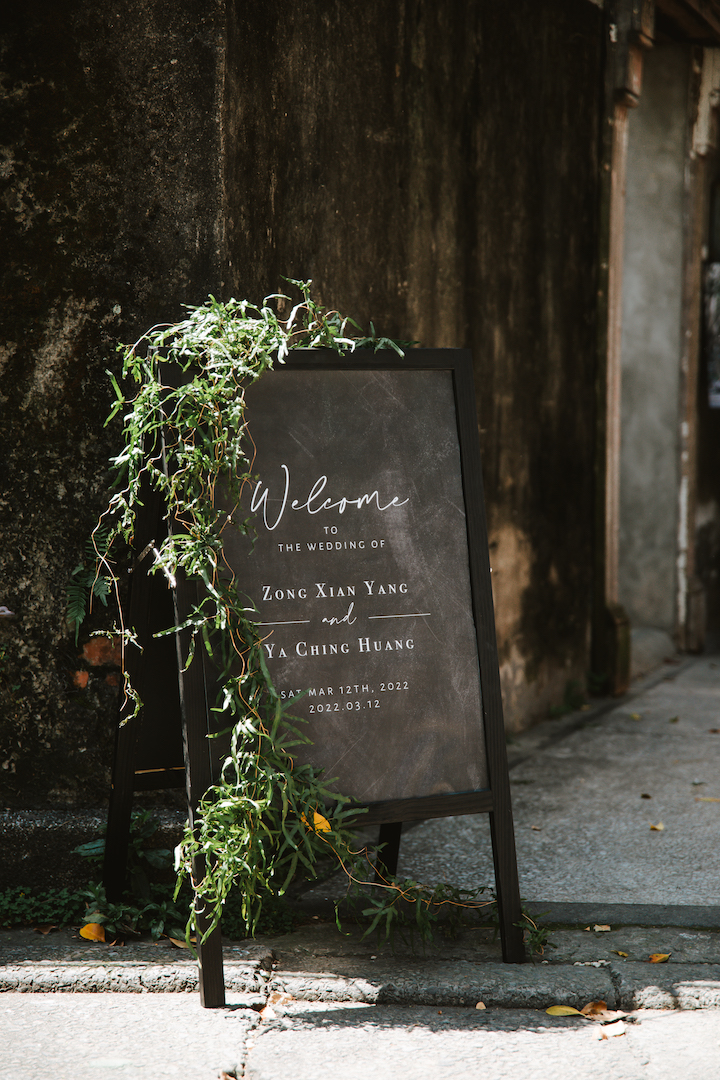 Welcome
TO
THE WEDDING OF
Zong Xian Yang
and
Ya Ching Huang
SAT MAR 12TH, 2022
2022.03.12